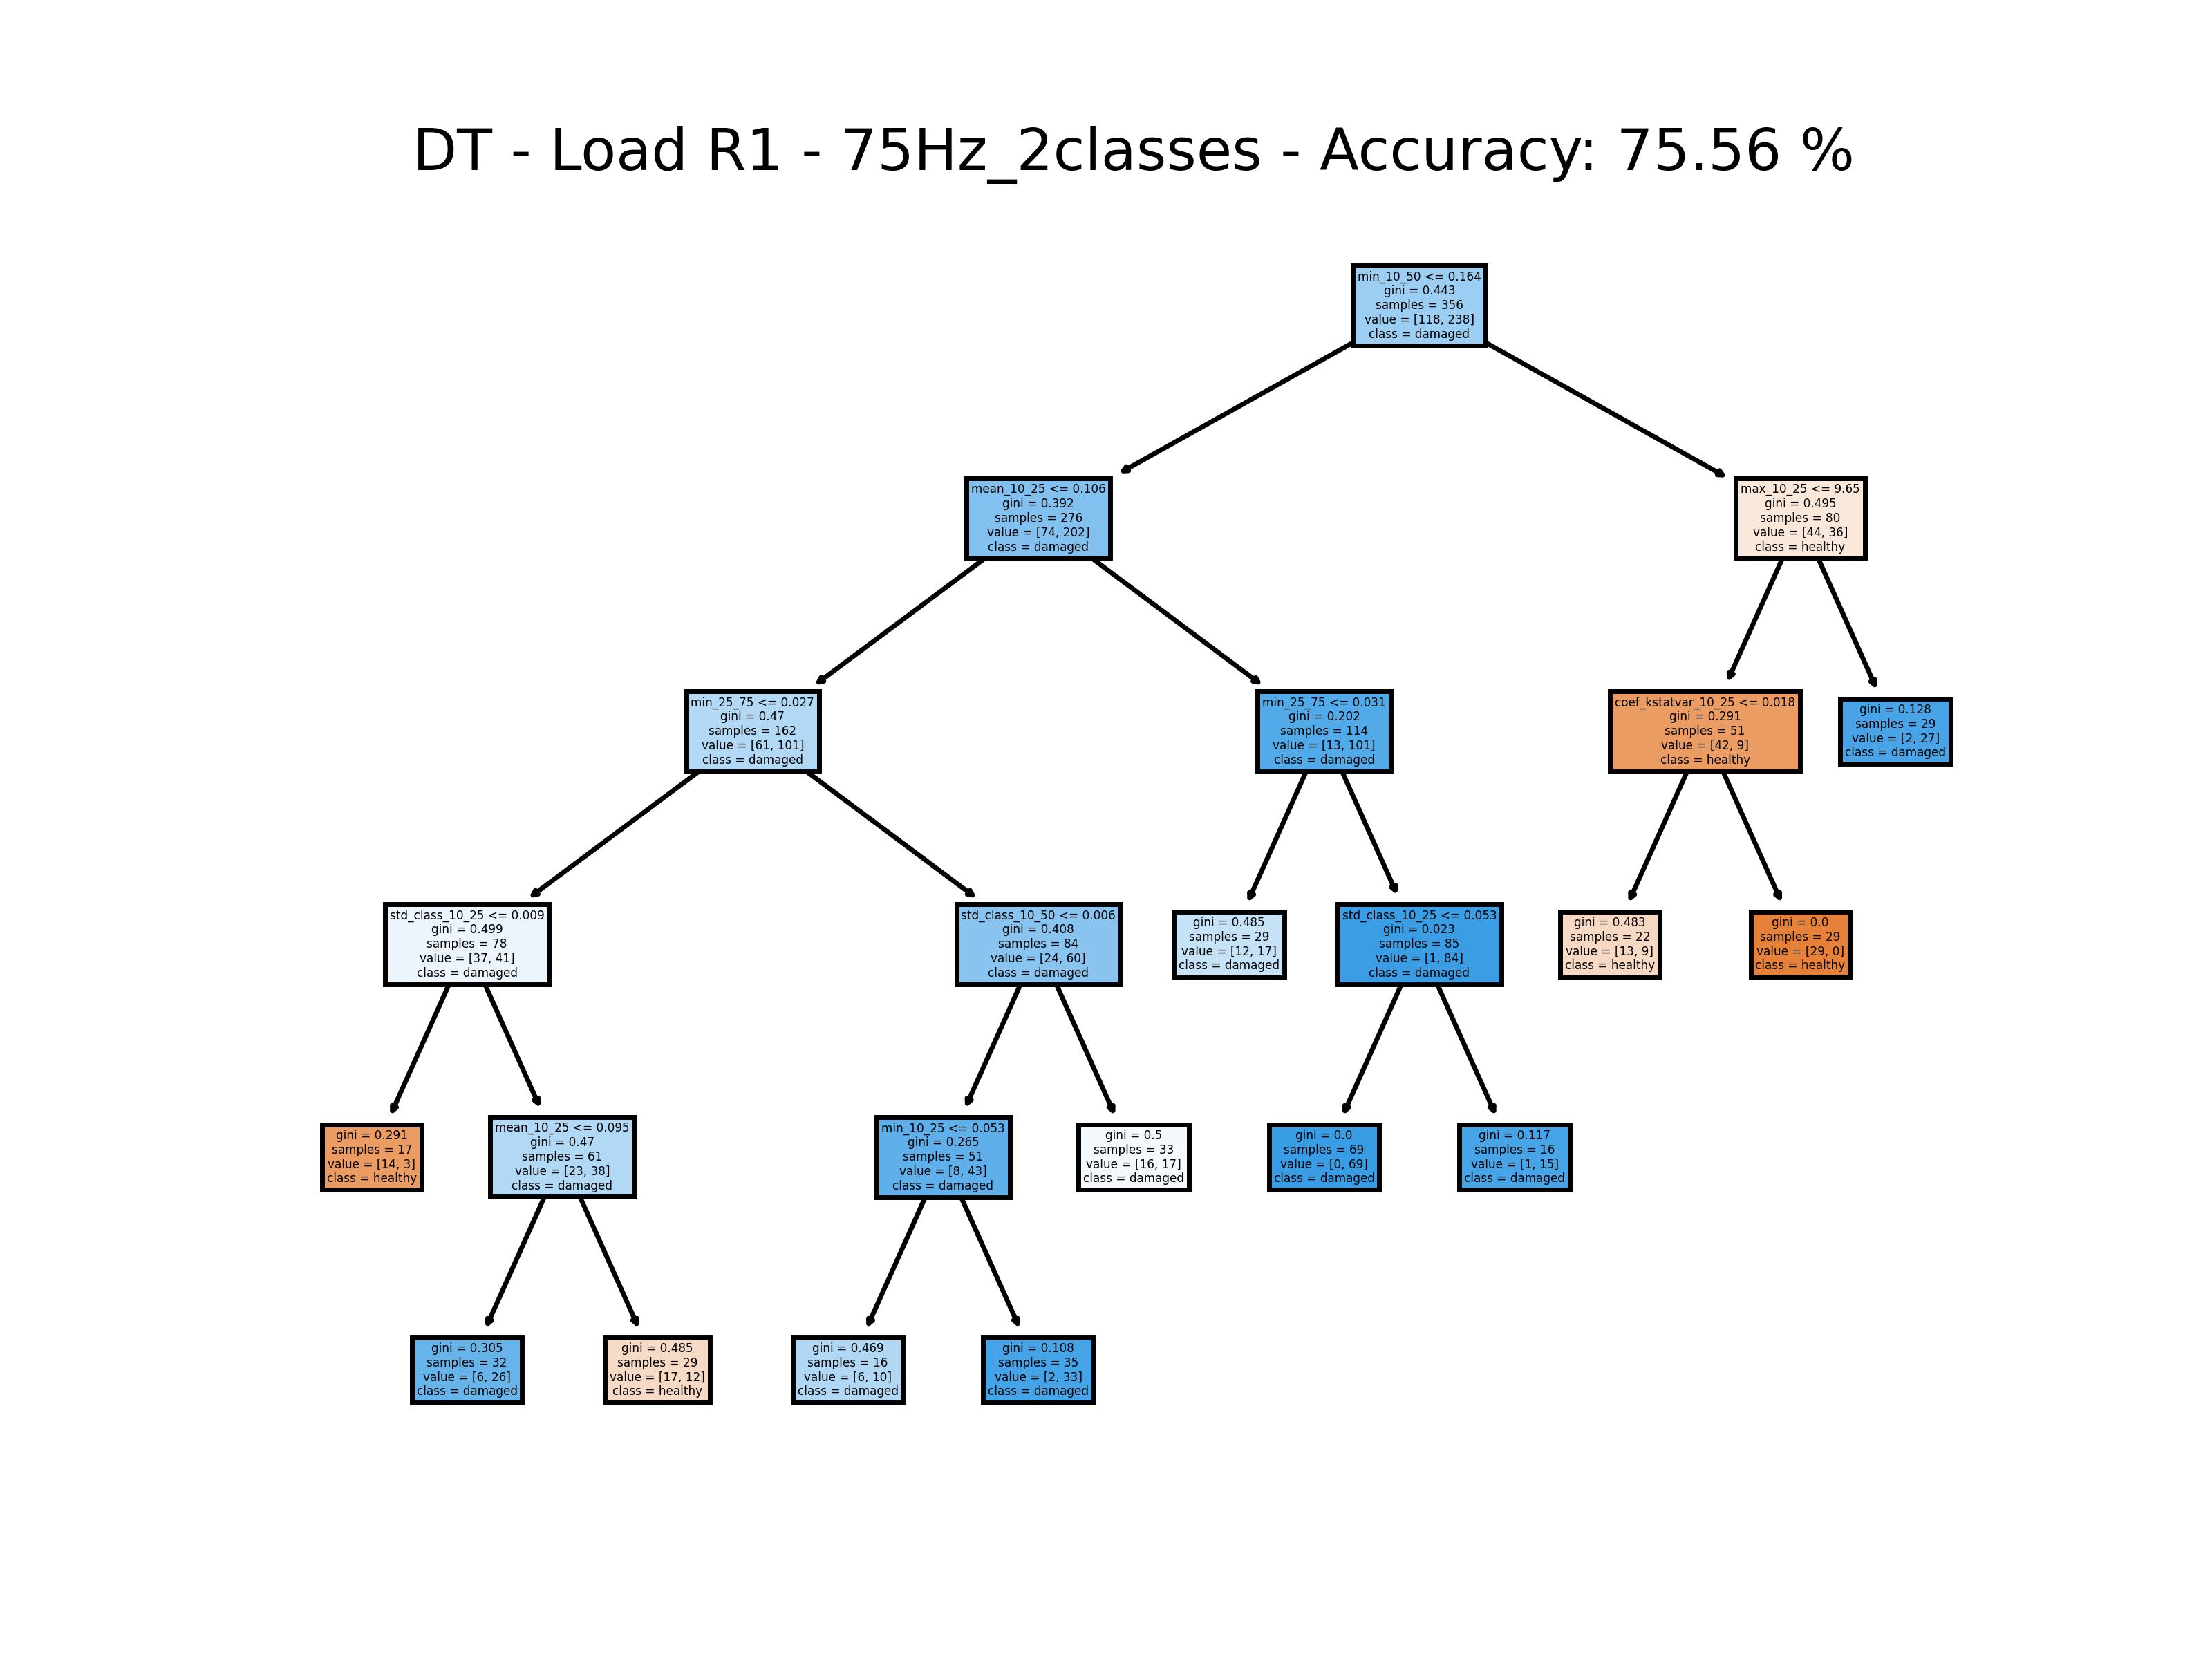 DT - Load R1 - 75Hz_2classes - Accuracy: 75.56 %
min_10_50 <= 0.164
gini = 0.443
samples = 356
value = [118, 238]
class = damaged
mean_10_25 <= 0.106
gini = 0.392
samples = 276
value = [74, 202]
class = damaged
max_10_25 <= 9.65
gini = 0.495
samples = 80
value = [44, 36]
class = healthy
min_25_75 <= 0.027
gini = 0.47
samples = 162
value = [61, 101]
class = damaged
min_25_75 <= 0.031
gini = 0.202
samples = 114
value = [13, 101]
class = damaged
coef_kstatvar_10_25 <= 0.018
gini = 0.291
samples = 51
value = [42, 9]
class = healthy
gini = 0.128
samples = 29
value = [2, 27]
class = damaged
std_class_10_25 <= 0.009
gini = 0.499
samples = 78
value = [37, 41]
class = damaged
std_class_10_50 <= 0.006
gini = 0.408
samples = 84
value = [24, 60]
class = damaged
gini = 0.485
samples = 29
value = [12, 17]
class = damaged
std_class_10_25 <= 0.053
gini = 0.023
samples = 85
value = [1, 84]
class = damaged
gini = 0.483
samples = 22
value = [13, 9]
class = healthy
gini = 0.0
samples = 29
value = [29, 0]
class = healthy
gini = 0.291
samples = 17
value = [14, 3]
class = healthy
mean_10_25 <= 0.095
gini = 0.47
samples = 61
value = [23, 38]
class = damaged
min_10_25 <= 0.053
gini = 0.265
samples = 51
value = [8, 43]
class = damaged
gini = 0.5
samples = 33
value = [16, 17]
class = damaged
gini = 0.0
samples = 69
value = [0, 69]
class = damaged
gini = 0.117
samples = 16
value = [1, 15]
class = damaged
gini = 0.305
samples = 32
value = [6, 26]
class = damaged
gini = 0.485
samples = 29
value = [17, 12]
class = healthy
gini = 0.469
samples = 16
value = [6, 10]
class = damaged
gini = 0.108
samples = 35
value = [2, 33]
class = damaged